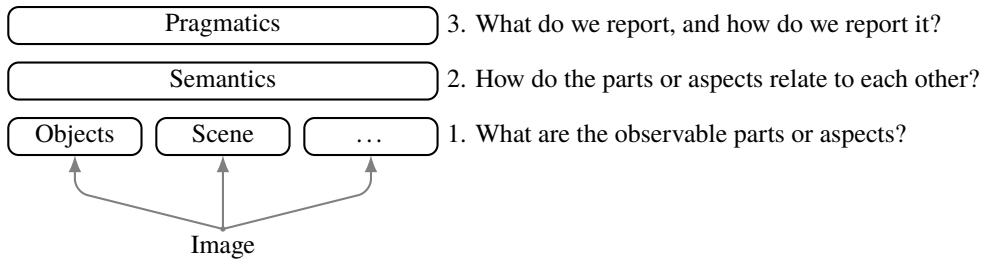 Pragmatics 3. What do we report, and how do we report it?
Semantics 2. How do the parts or aspects relate to each other?
Objects Scene ... 1. What are the observable parts or aspects?
Image